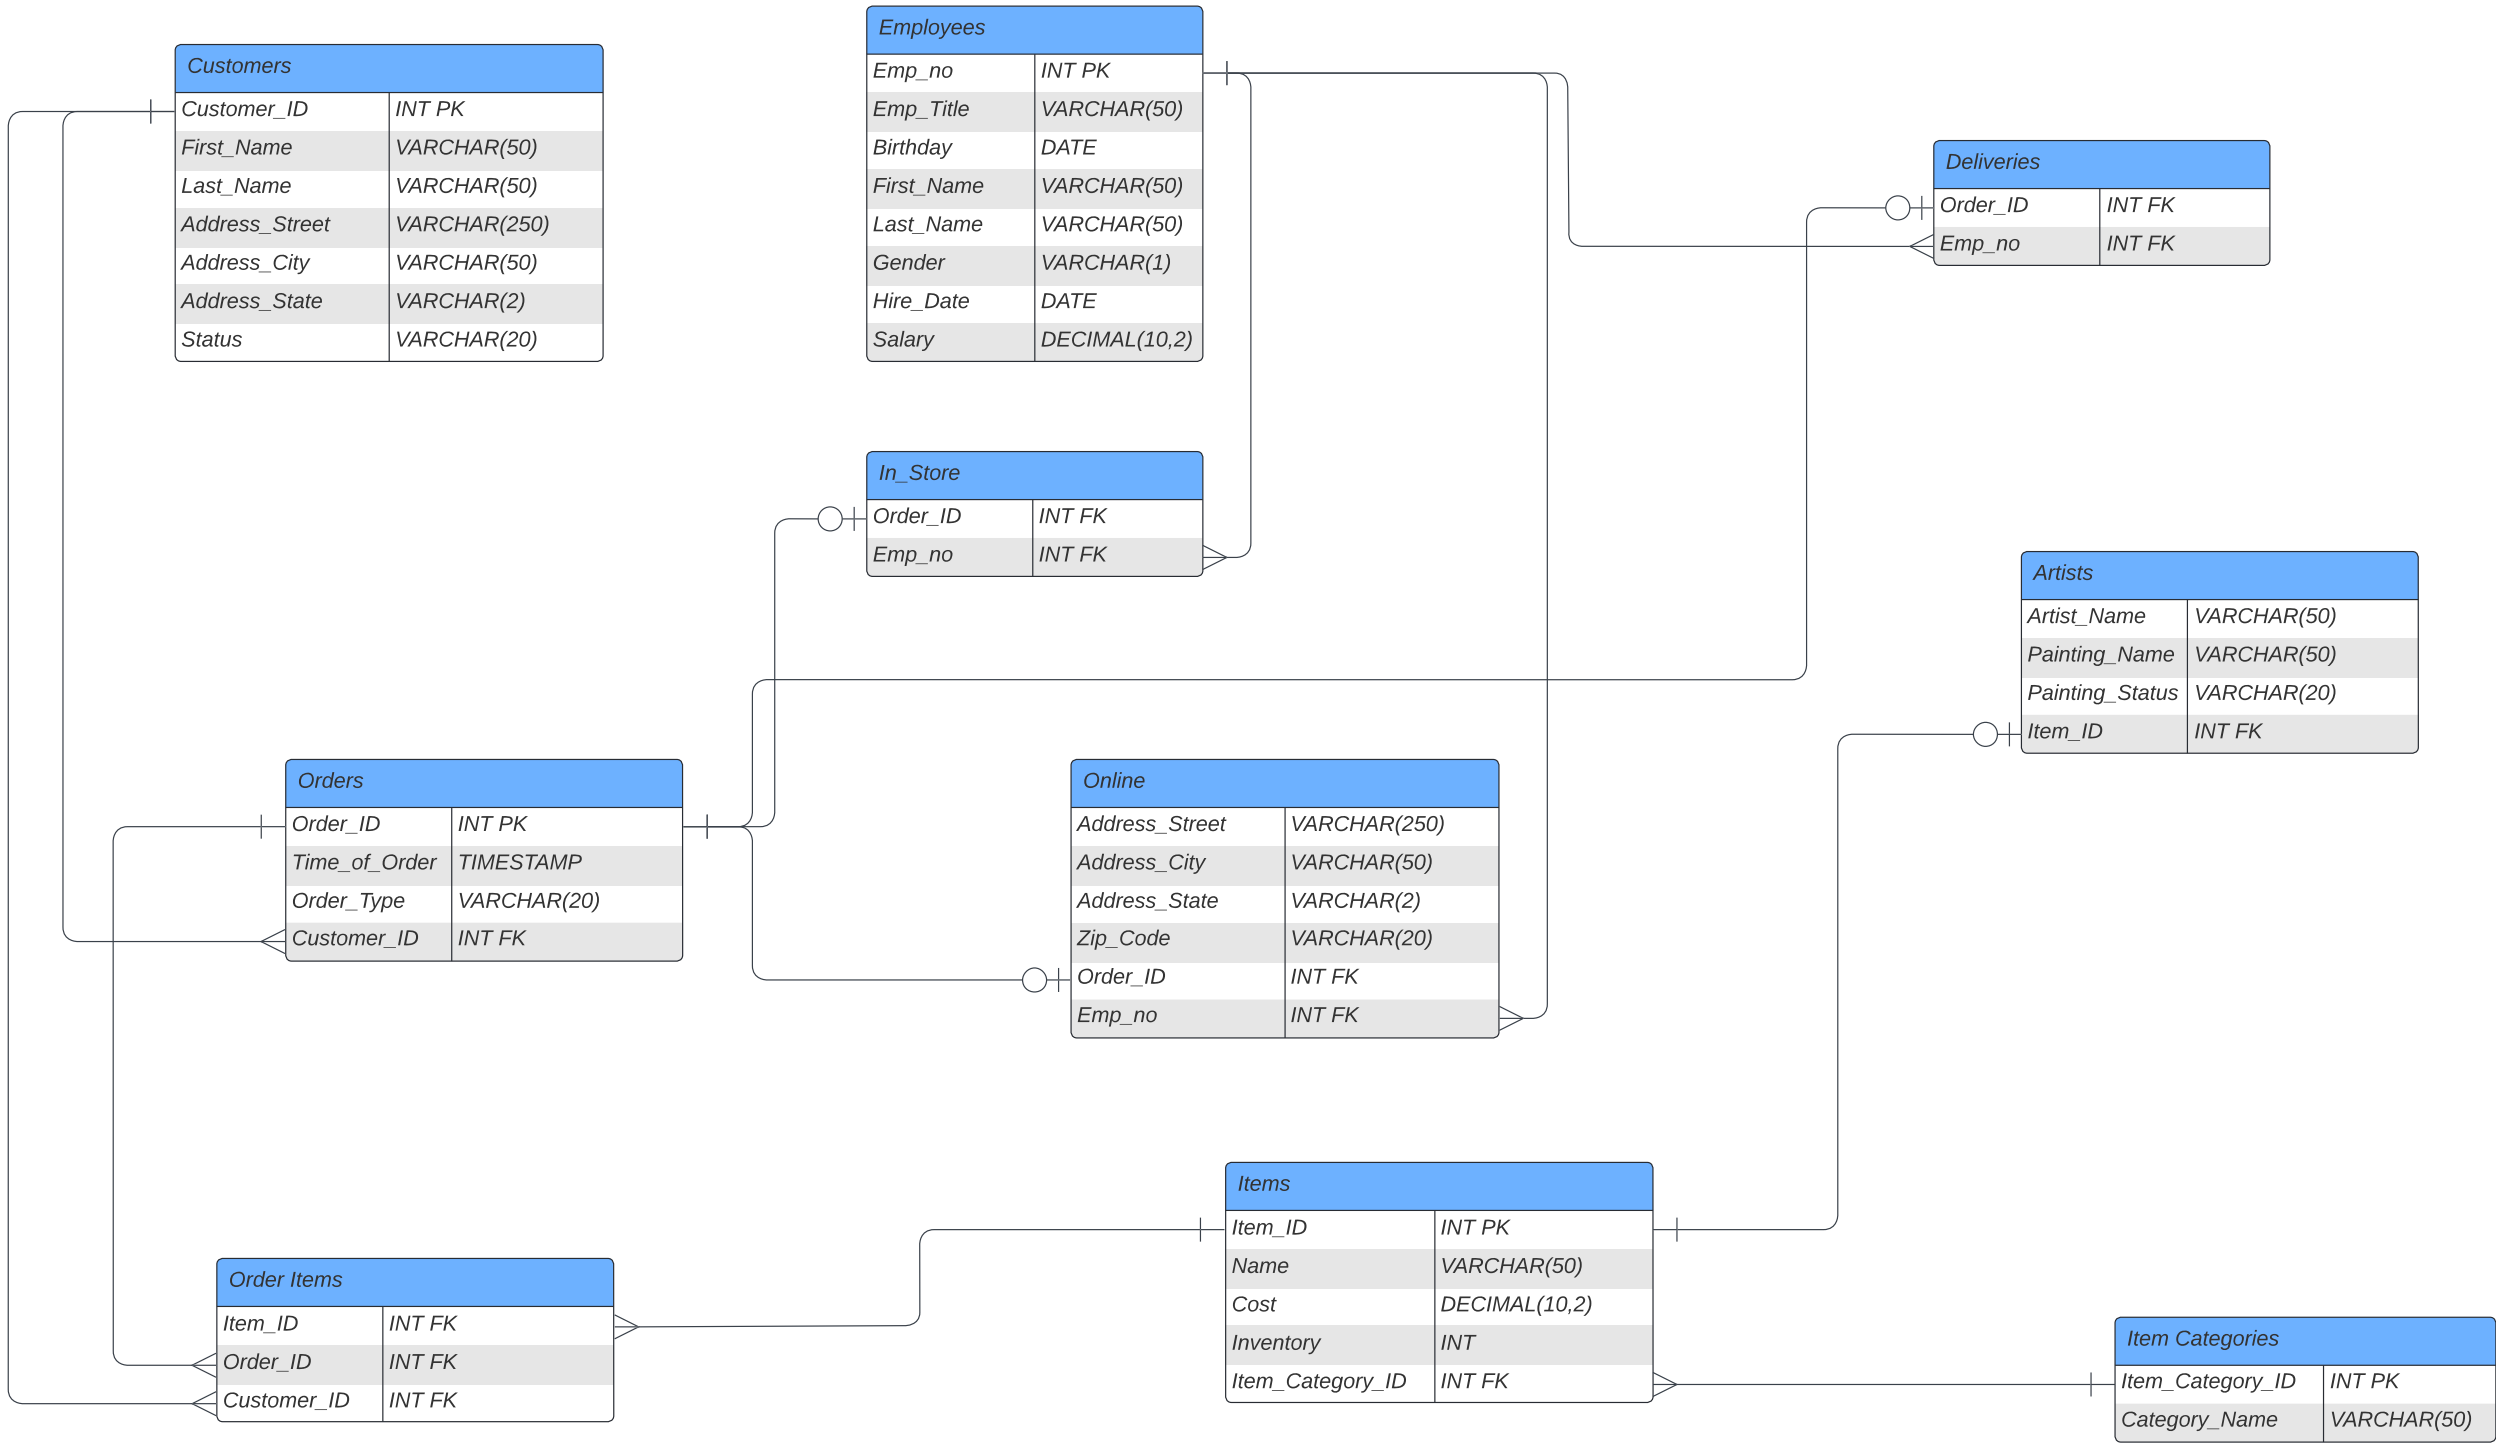 Employees
Emp_no INT PK
Emp_Title VARCHAR(50)
Birthday DATE
First_Name VARCHAR(50)
Last_Name VARCHAR(50)
Gender VARCHAR(1)
Hire_Date DATE
Salary DECIMAL(10,2)
Customers
Customer_ID INT PK
First_Name VARCHAR(50)
Last_Name VARCHAR(50)
Address_Street VARCHAR(250)
Address_City VARCHAR(50)
Address_State VARCHAR(2)
Status VARCHAR(20)
Deliveries
Order_ID INT FK
Emp_no INT FK
In_Store
Order_ID INT FK
Emp_no INT FK
Artists
Artist_Name VARCHAR(50)
Painting_Name VARCHAR(50)
Painting_Status VARCHAR(20)
Item_ID INT FK
Orders
Order_ID INT PK
Time_of_Order TIMESTAMP
Order_Type VARCHAR(20)
Customer_ID INT FK
Online
Address_Street VARCHAR(250)
Address_City VARCHAR(50)
Address_State VARCHAR(2)
Zip_Code VARCHAR(20)
Order_ID INT FK
Emp_no INT FK
Items
Item_ID INT PK
Name VARCHAR(50)
Cost DECIMAL(10,2)
Inventory INT
Item_Category_ID INT FK
Order Items
Item_ID INT FK
Order_ID INT FK
Customer_ID INT FK
Item Categories
Item_Category_ID INT PK
Category_Name VARCHAR(50)